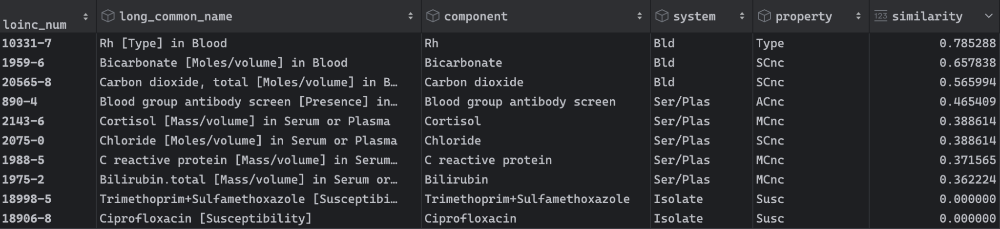 loinc_num long_common_name component system property 123 similarity
10331-7 Rh [Type] in Blood Rh Bld Type 0.785288
1959-6 Bicarbonate [Moles/volume] in Blood Bicarbonate Bld SCnc 0.657838
20565-8 Carbon dioxide, total [Moles/volume] in B… Carbon dioxide Bld SCnc 0.565994
890-4 Blood group antibody screen [Presence] in… Blood group antibody screen Ser/Plas ACnc 0.465409
2143-6 Cortisol [Mass/volume] in Serum or Plasma Cortisol Ser/Plas MCnc 0.388614
2075-0 Chloride [Moles/volume] in Serum or Plasma Chloride Ser/Plas SCnc 0.388614
1988-5 C reactive protein [Mass/volume] in Serum… C reactive protein Ser/Plas MCnc 0.371565
1975-2 Bilirubin.total [Mass/volume] in Serum or… Bilirubin Ser/Plas MCnc 0.362224
18998-5 Trimethoprim+Sulfamethoxazole [Susceptibi… Trimethoprim+Sulfamethoxazole Isolate Susc 0.000000
18906-8 Ciprofloxacin [Susceptibility] Ciprofloxacin Isolate Susc 0.000000